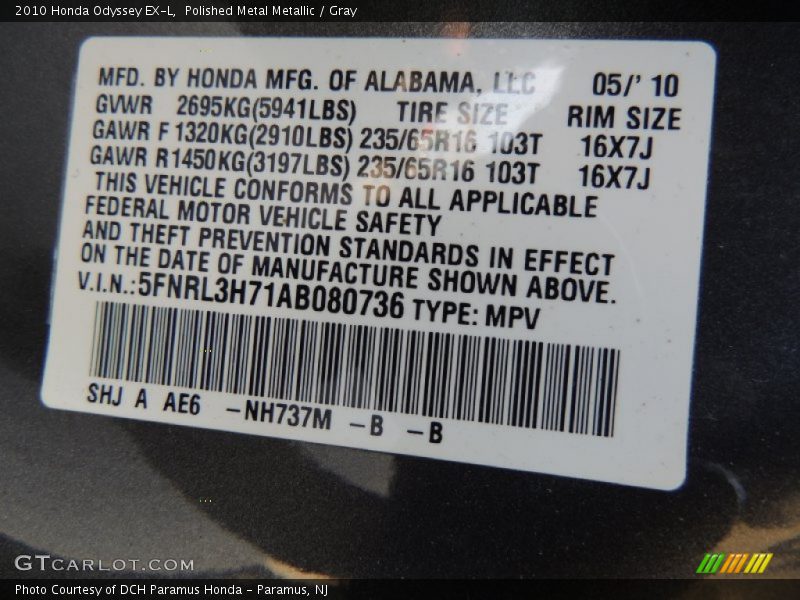 2010 Honda Odyssey EX-L, Polished Metal Metallic / Gray
MFD. BY HONDA MFG. OF ALABAMA, LLC 05/' 10
GVWR 2695KG(5941LBS) TIRE SIZE RIM SIZE
GAWR F 1320KG(2910LBS) 235/65R16 103T 16X7J
GAWR R1450KG(3197LBS) 235/65R16 103T 16X7J
THIS VEHICLE CONFORMS TO ALL APPLICABLE
FEDERAL MOTOR VEHICLE SAFETY
AND THEFT PREVENTION STANDARDS IN EFFECT
ON THE DATE OF MANUFACTURE SHOWN ABOVE.
V.I.N.:5FNRL3H71AB080736 TYPE: MPV
SHJ A AE6 -NH737M -B -B
GTCARLOT.COM
Photo Courtesy of DCH Paramus Honda - Paramus, NJ